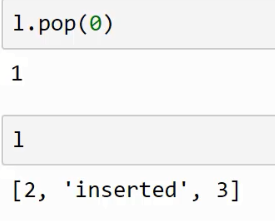 l.pop(0)
1
l
[2, 'inserted', 3]